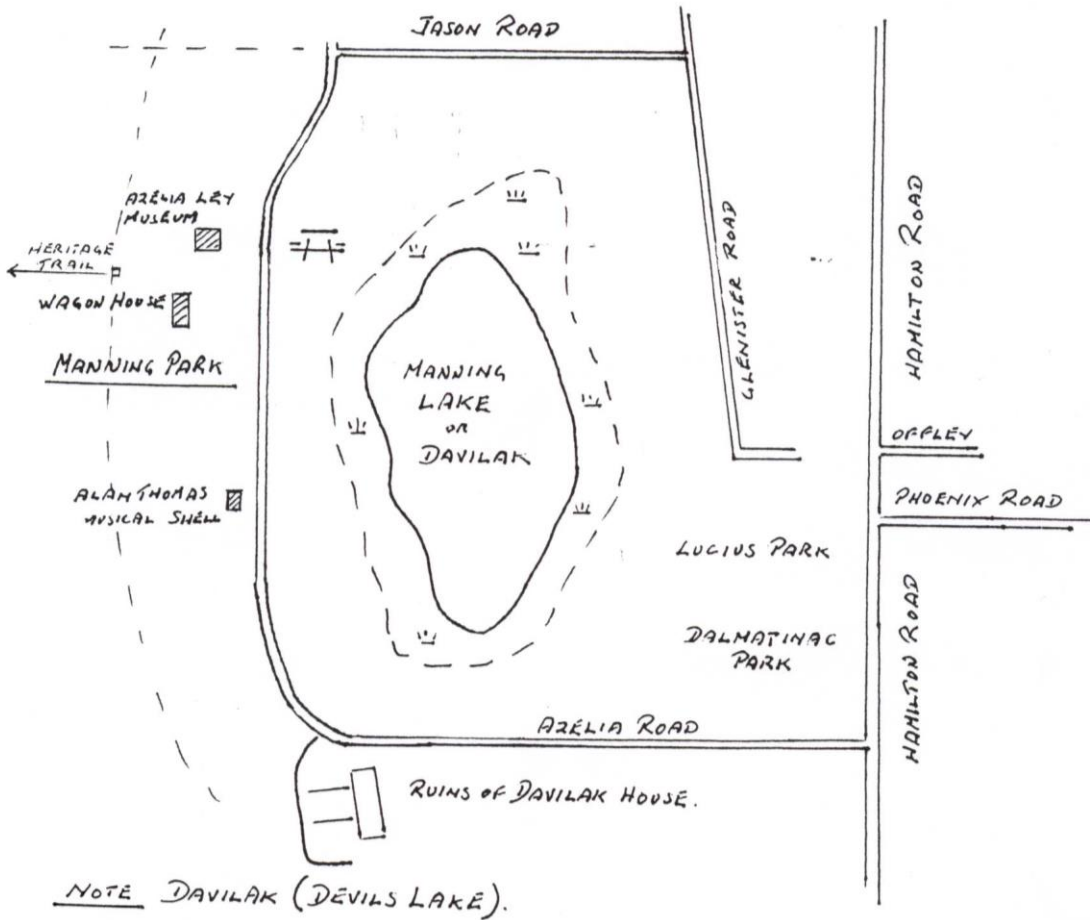 JASON ROAD
AZELIA LEY
MUSEUM
HERITAGE
TRAIL
WAGON HOUSE
MANNING PARK
MANNING
LAKE
OR
DAVILAK
GLENISTER ROAD
HAMILTON ROAD
OFFLEY
PHOENIX ROAD
ALAN THOMAS
MUSICAL SHELL
LUCIUS PARK
DALMATINAC
PARK
HAMILTON ROAD
AZELIA ROAD
RUINS OF DAVILAK HOUSE.
NOTE DAVILAK (DEVILS LAKE).